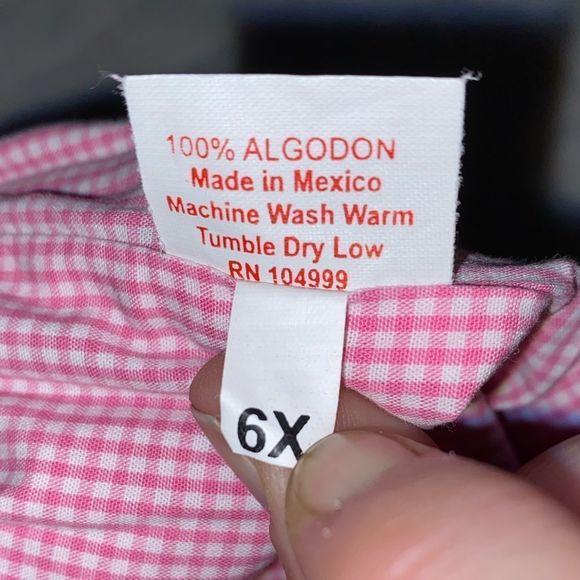 100% ALGODON
Made in Mexico
Machine Wash Warm
Tumble Dry Low
RN 104999
6X